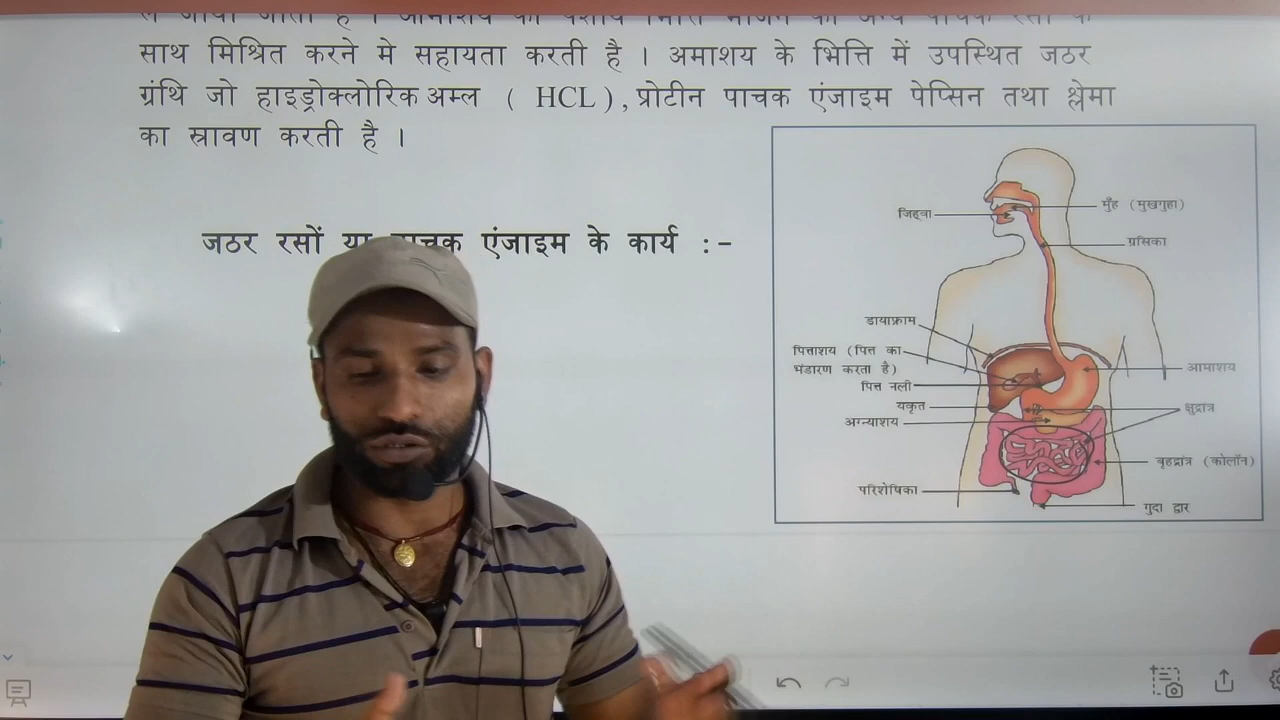 साथ मिश्रित करने मे सहायता करती है । अमाशय के भित्ति में उपस्थित जठर
ग्रंथि जो हाइड्रोक्लोरिक अम्ल ( HCL ) , प्रोटीन पाचक एंजाइम पेप्सिन तथा श्लेमा
का स्रावण करती है ।
जठर रसों या पाचक एंजाइम के कार्य :-
जिह्वा
मुँह (मुखगुहा)
ग्रसिका
डायाफ्राम
पित्ताशय (पित्त का
भंडारण करता है)
पित्त नली
यकृत
अग्न्याशय
आमाशय
क्षुद्रांत्र
बृहद्रांत्र (कोलॉन)
परिशेषिका
गुदा द्वार